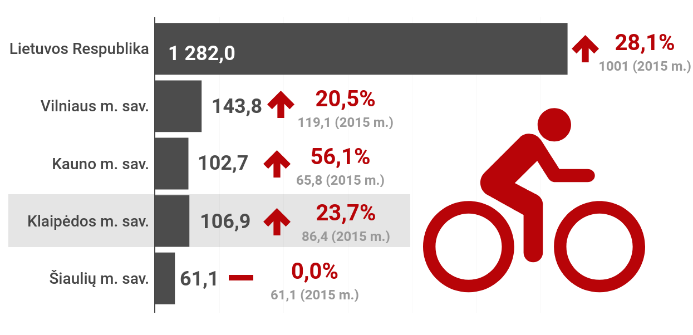 Lietuvos Respublika 1 282,0 28,1%
1001 (2015 m.)
Vilniaus m. sav. 143,8 20,5%
119,1 (2015 m.)
Kauno m. sav. 102,7 56,1%
65,8 (2015 m.)
Klaipėdos m. sav. 106,9 23,7%
86,4 (2015 m.)
Šiaulių m. sav. 61,1 0,0%
61,1 (2015 m.)